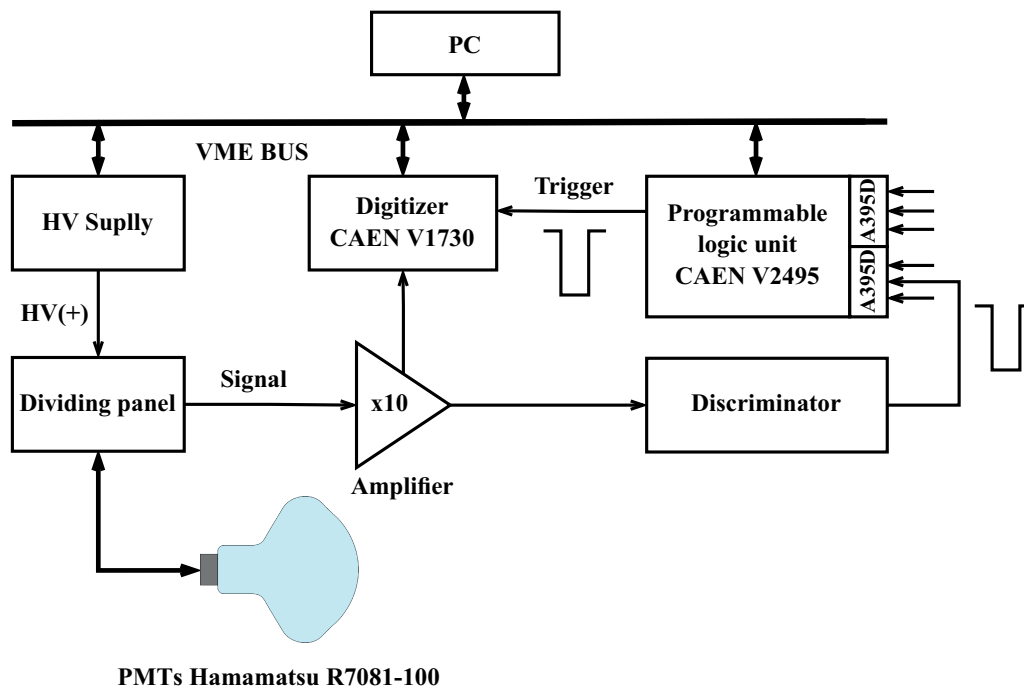 PC
VME BUS
HV Suplly
Digitizer
CAEN V1730
Trigger
Programmable
logic unit
CAEN V2495
A395D
A395D
HV(+)
Dividing panel
Signal
x10
Amplifier
Discriminator
PMTs Hamamatsu R7081-100